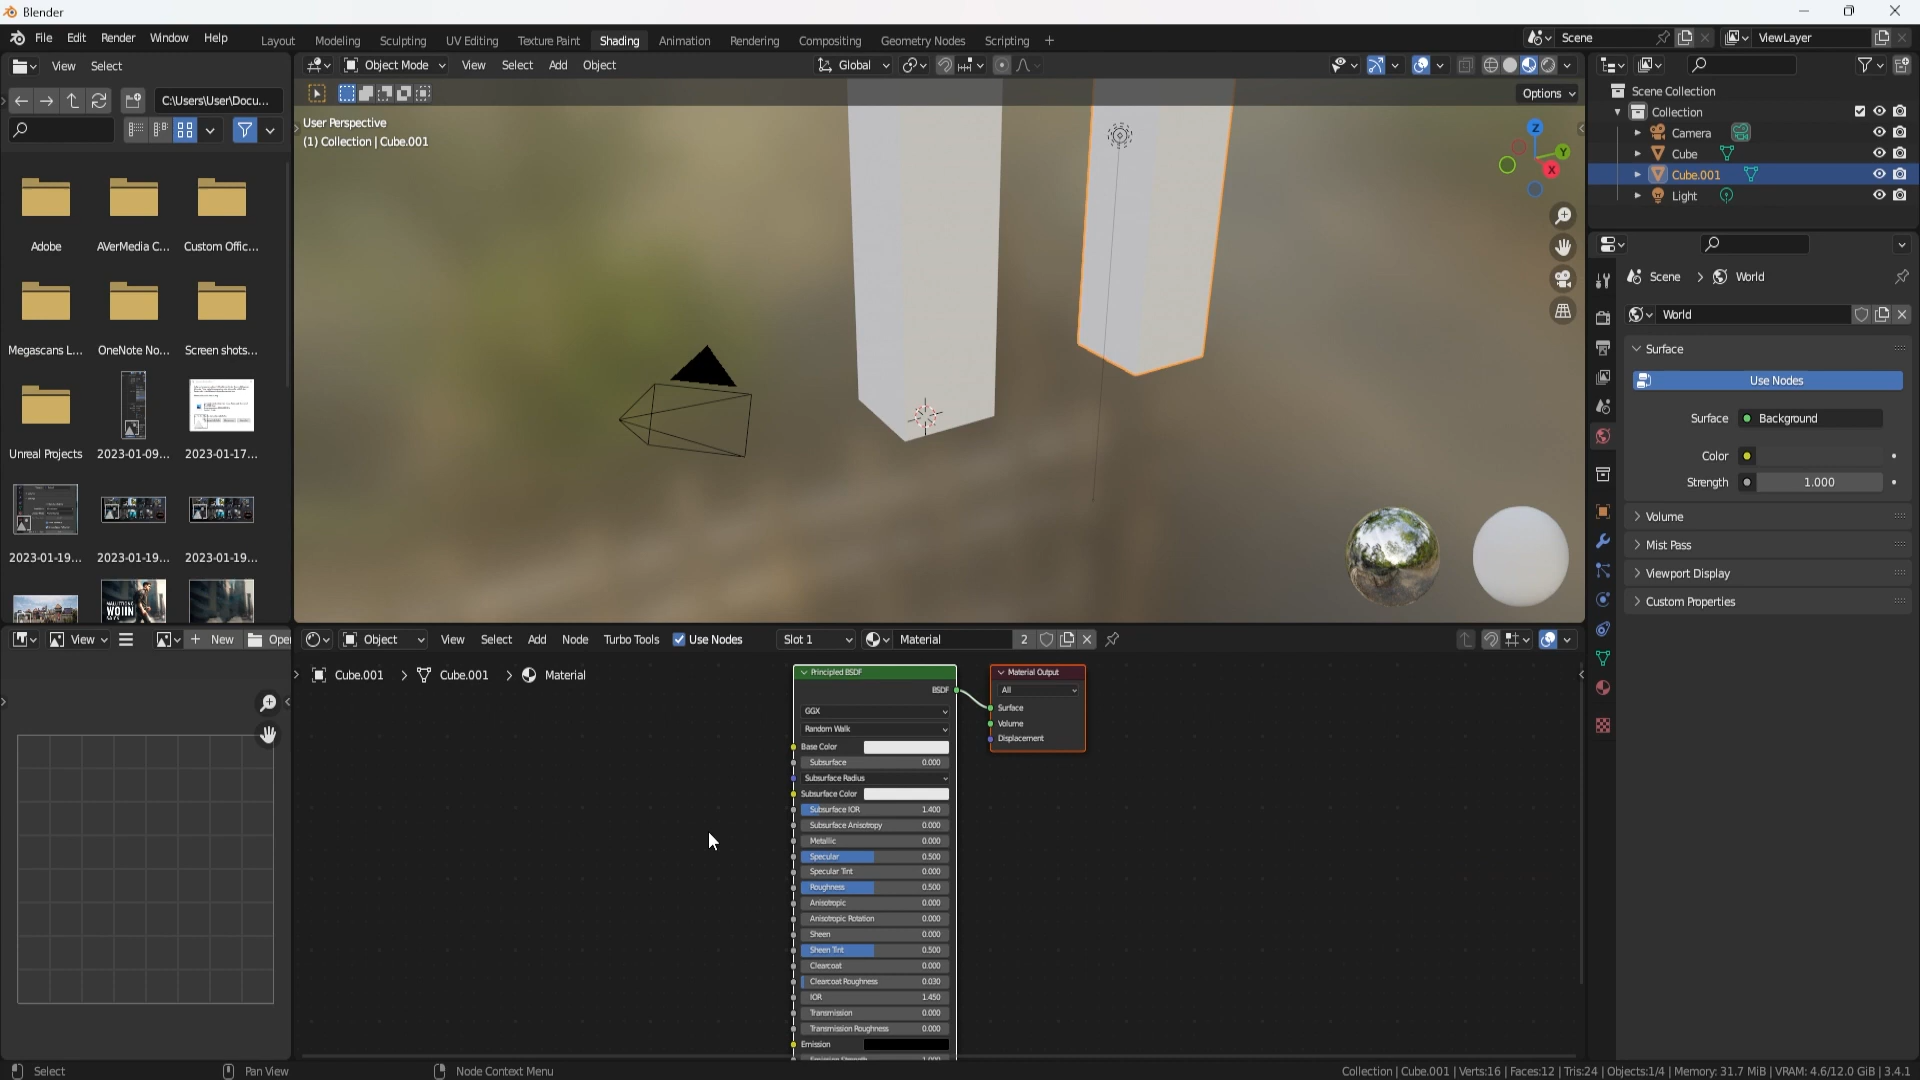 Blender
File Edit Render Window Help
Layout Modeling Sculpting UV Editing Texture Paint Shading Animation Rendering Compositing Geometry Nodes Scripting +
Scene
ViewLayer
View Select
C:\Users\User\Docu...
Adobe AVerMedia C... Custom Offic...
Megascans L... OneNote No... Screen shots...
Unreal Projects 2023-01-09... 2023-01-17...
2023-01-19... 2023-01-19... 2023-01-19...
Object Mode View Select Add Object
Global
Options
User Perspective
(1) Collection | Cube.001
Z
Y
X
Scene Collection
Collection
Camera
Cube
Cube.001
Light
Scene > World
World
Surface
Use Nodes
Surface Background
Color
Strength 1.000
Volume
Mist Pass
Viewport Display
Custom Properties
View + New Ope
Object View Select Add Node Turbo Tools Use Nodes Slot 1 Material 2
Cube.001 > Cube.001 > Material
Principled BSDF
BSDF
GGX
Random Walk
Base Color
Subsurface 0.000
Subsurface Radius
Subsurface Color
Subsurface IOR 1.400
Subsurface Anisotropy 0.000
Metallic 0.000
Specular 0.500
Specular Tint 0.000
Roughness 0.500
Anisotropic 0.000
Anisotropic Rotation 0.000
Sheen 0.000
Sheen Tint 0.500
Clearcoat 0.000
Clearcoat Roughness 0.030
IOR 1.450
Transmission 0.000
Transmission Roughness 0.000
Emission
Emission Strength 1.000
Material Output
All
Surface
Volume
Displacement
Select Pan View Node Context Menu
Collection | Cube.001 | Verts:16 | Faces:12 | Tris:24 | Objects:1/4 | Memory: 31.7 MiB | VRAM: 4.6/12.0 GiB | 3.4.1